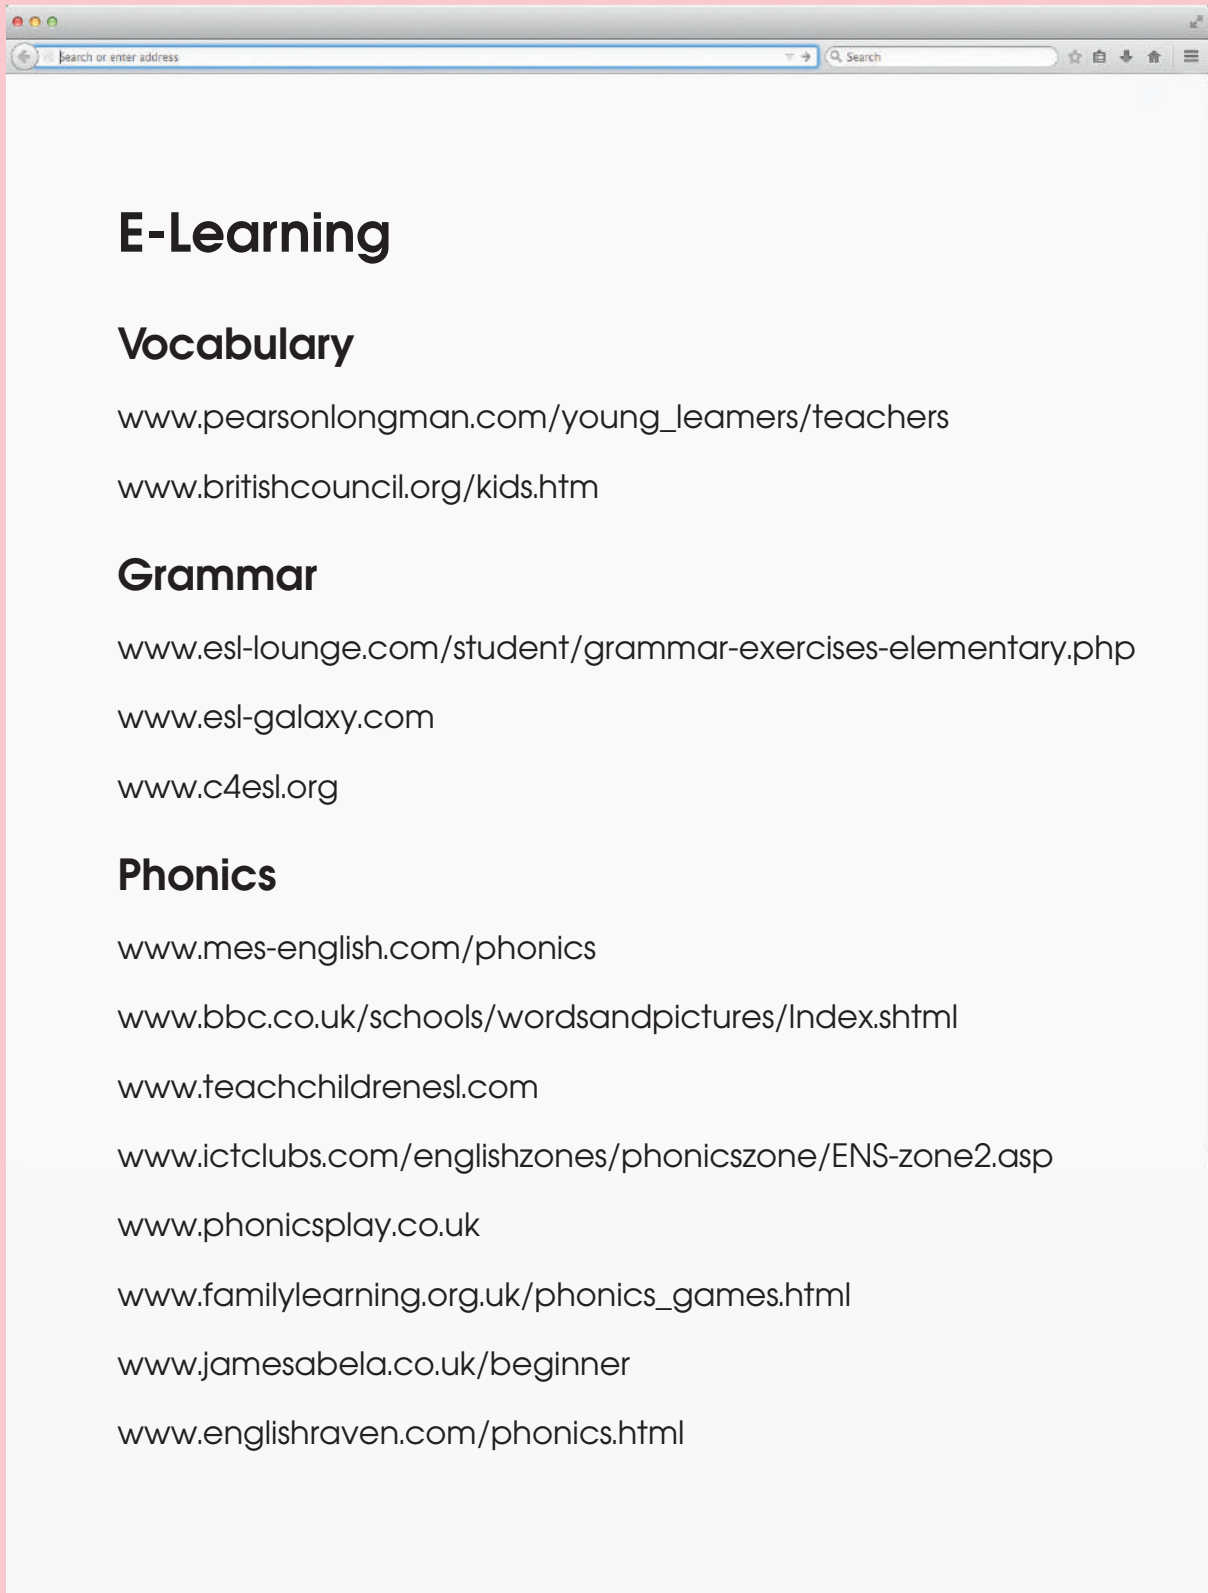 Search or enter address
Search
E-Learning
Vocabulary
www.pearsonlongman.com/young_leamers/teachers
www.britishcouncil.org/kids.htm
Grammar
www.esl-lounge.com/student/grammar-exercises-elementary.php
www.esl-galaxy.com
www.c4esl.org
Phonics
www.mes-english.com/phonics
www.bbc.co.uk/schools/wordsandpictures/Index.shtml
www.teachchildrenesl.com
www.ictclubs.com/englishzones/phonicszone/ENS-zone2.asp
www.phonicsplay.co.uk
www.familylearning.org.uk/phonics_games.html
www.jamesabela.co.uk/beginner
www.englishraven.com/phonics.html